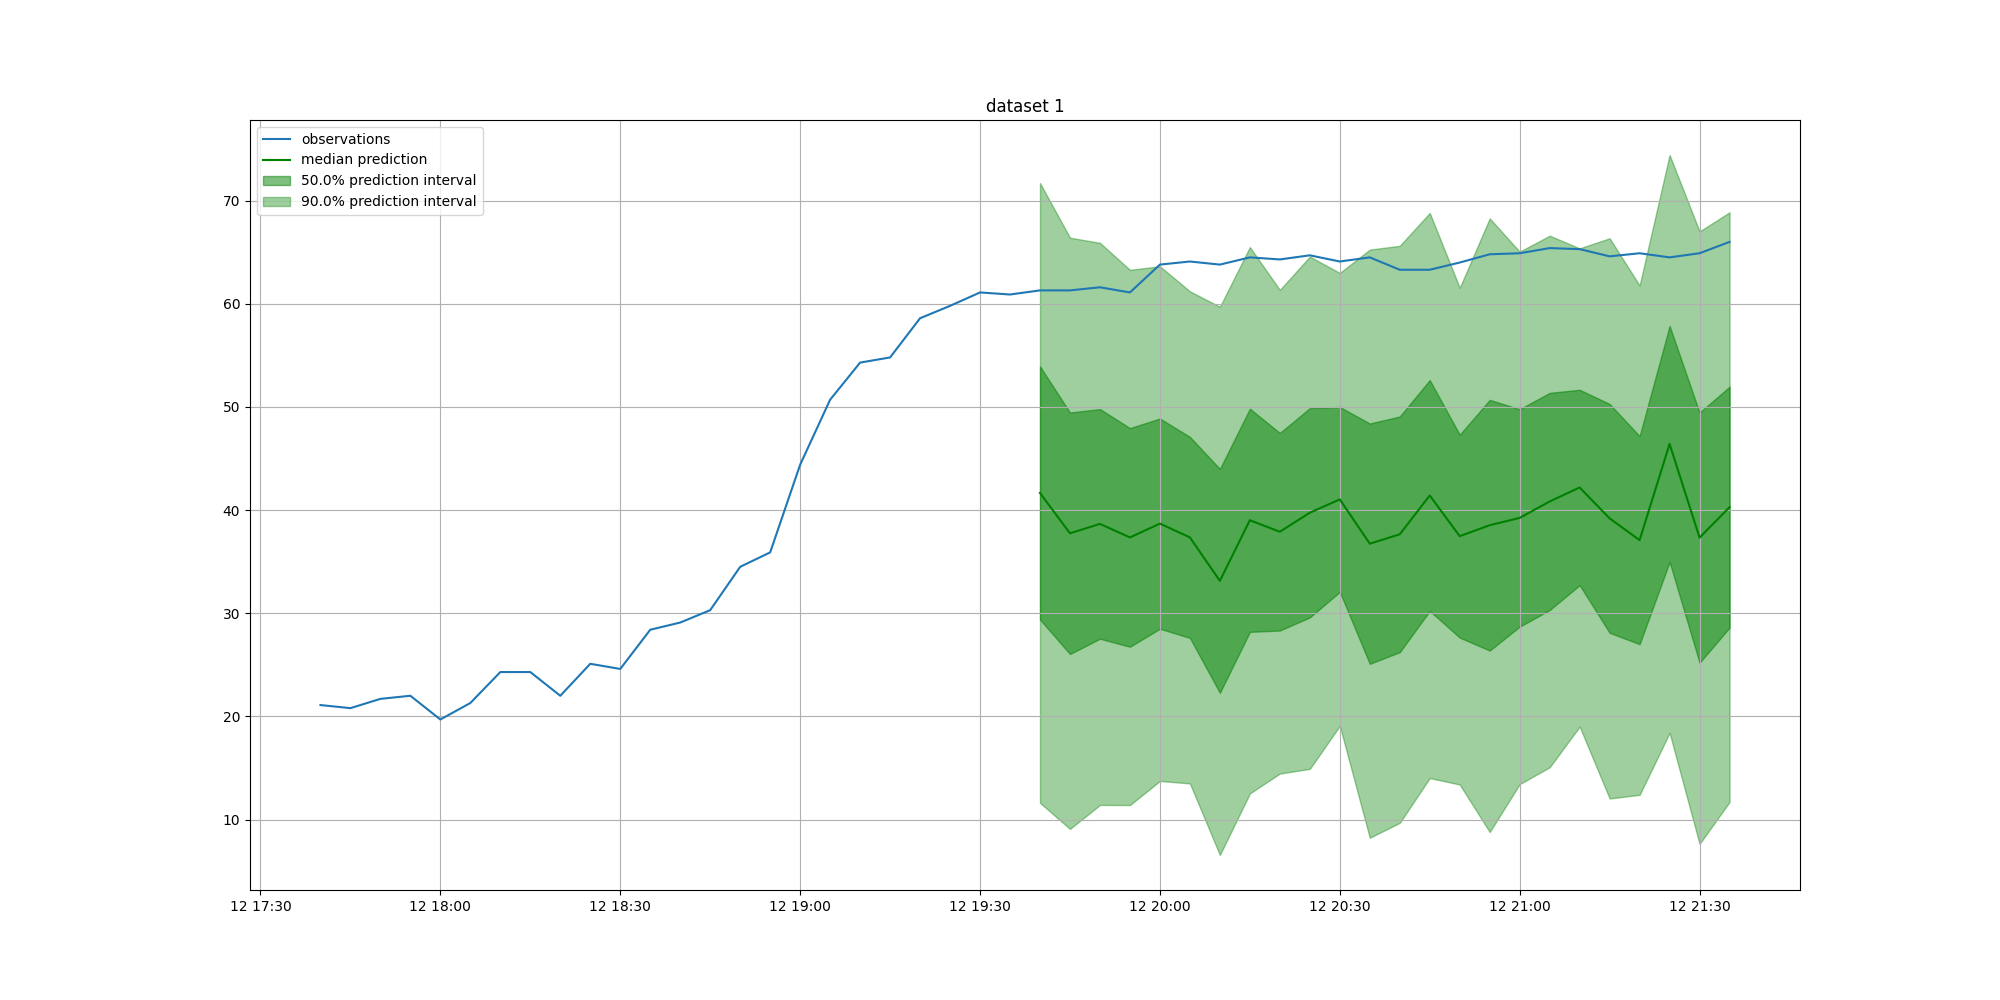 dataset 1
observations
median prediction
50.0% prediction interval
90.0% prediction interval
70
60
50
40
30
20
10
12 17:30 12 18:00 12 18:30 12 19:00 12 19:30 12 20:00 12 20:30 12 21:00 12 21:30